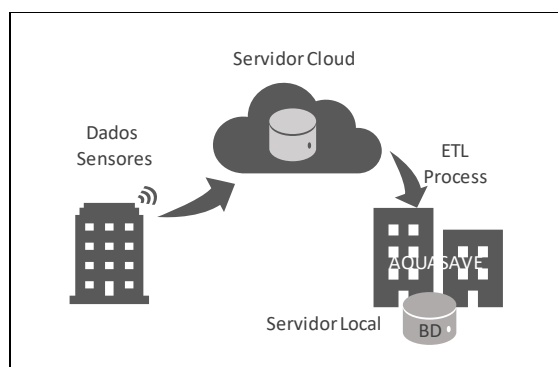 Servidor Cloud
Dados
Sensores
ETL
Process
AQUASAVE
Servidor Local
BD